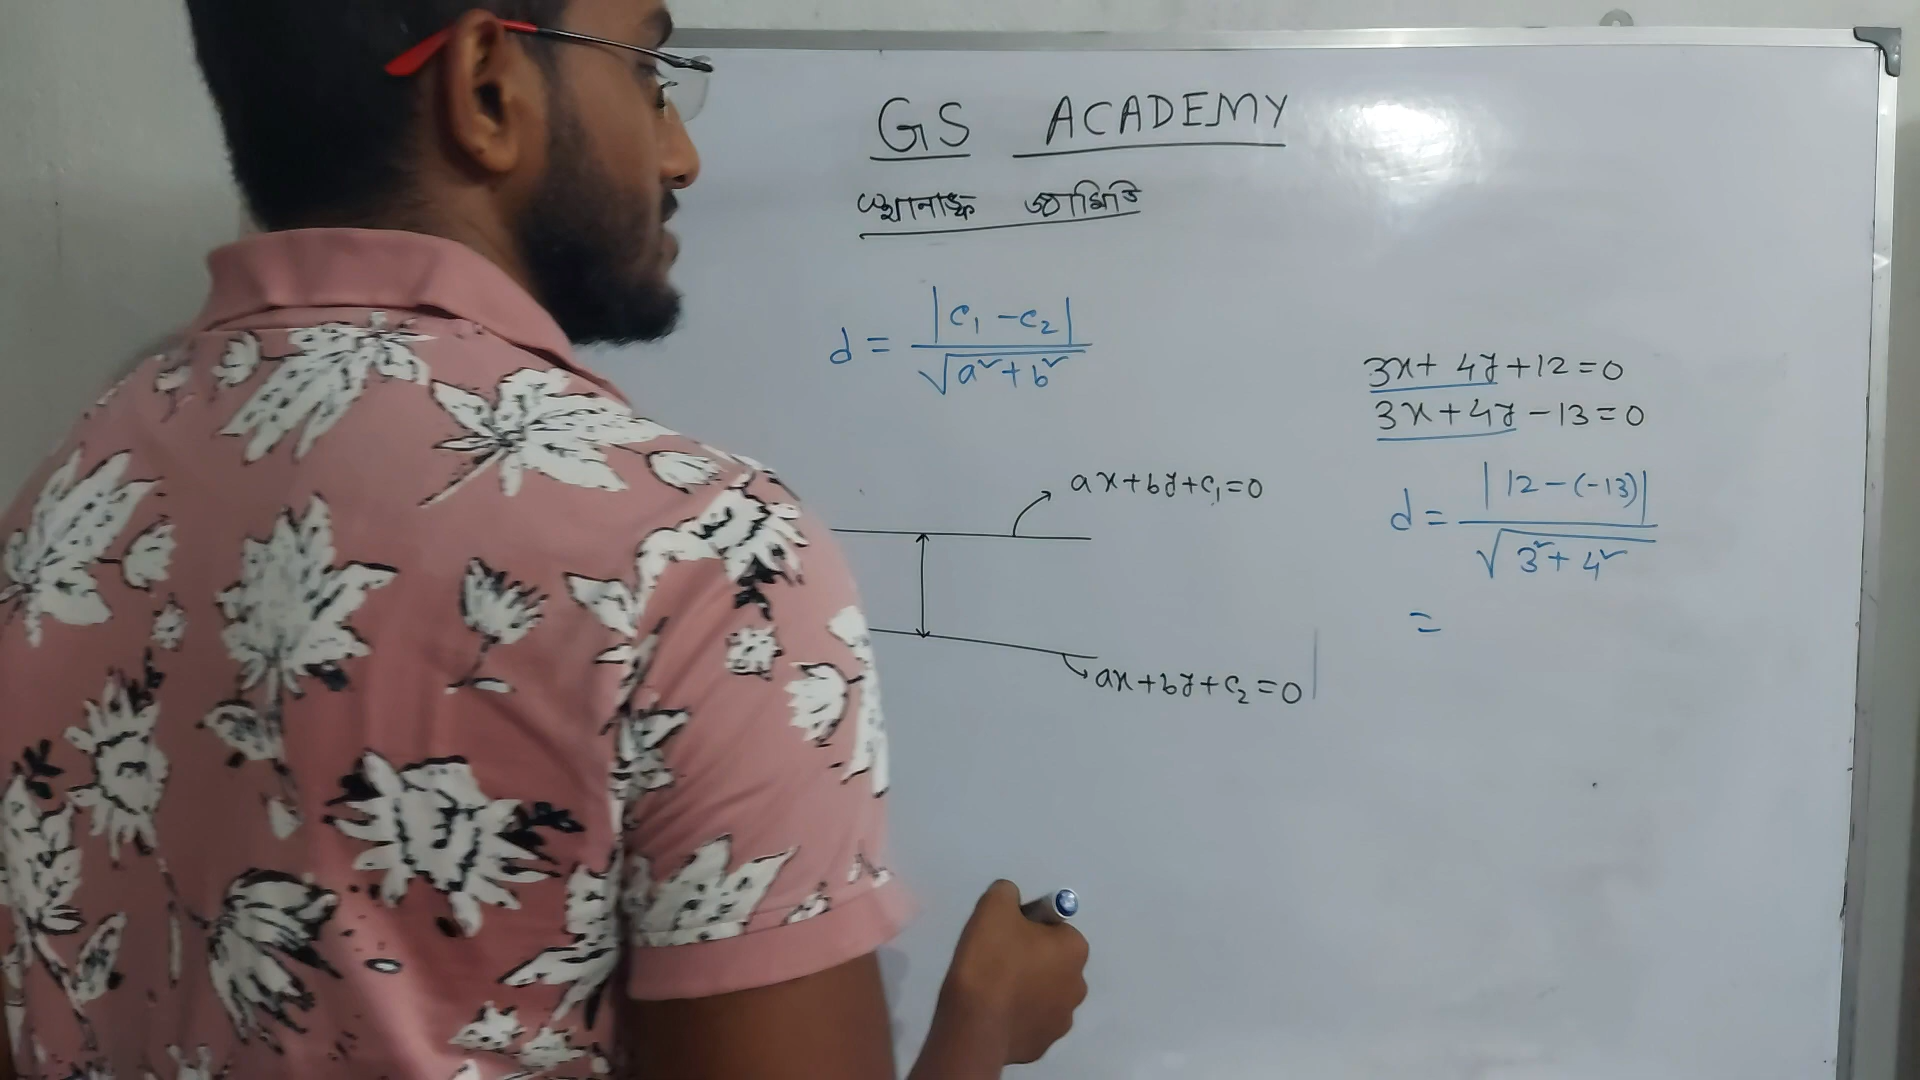 GS ACADEMY
স্থানাঙ্ক জ্যামিতি
d = |c₁ - c₂| / √(a² + b²)
3x + 4y + 12 = 0
3x + 4y - 13 = 0
ax + by + c₁ = 0
d = |12 - (-13)| / √(3² + 4²)
=
ax + by + c₂ = 0